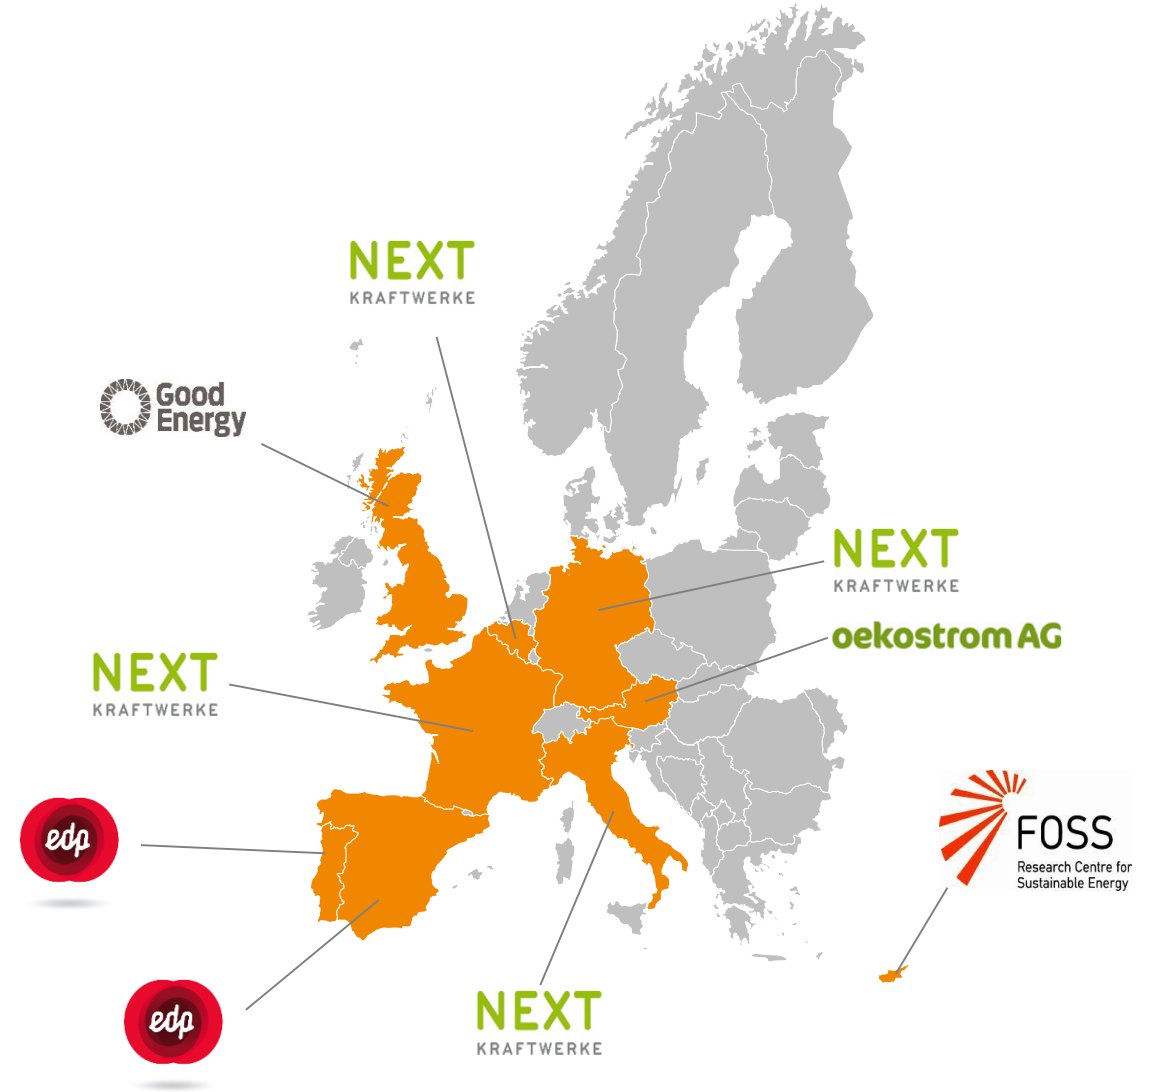 NEXT
KRAFTWERKE
Good
Energy
NEXT
KRAFTWERKE
oekostrom AG
NEXT
KRAFTWERKE
edp
FOSS
Research Centre for
Sustainable Energy
edp
NEXT
KRAFTWERKE